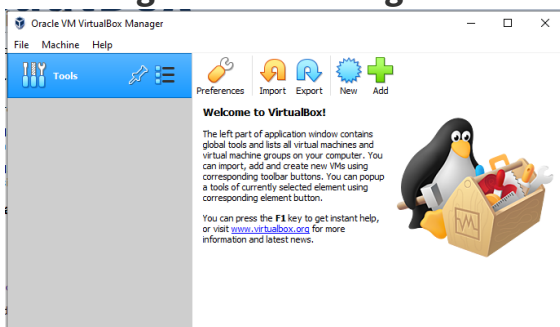 Oracle VM VirtualBox Manager
File Machine Help
Tools
Preferences Import Export New Add
Welcome to VirtualBox!
The left part of application window contains
global tools and lists all virtual machines and
virtual machine groups on your computer. You
can import, add and create new VMs using
corresponding toolbar buttons. You can popup
a tools of currently selected element using
corresponding element button.
You can press the F1 key to get instant help,
or visit www.virtualbox.org for more
information and latest news.